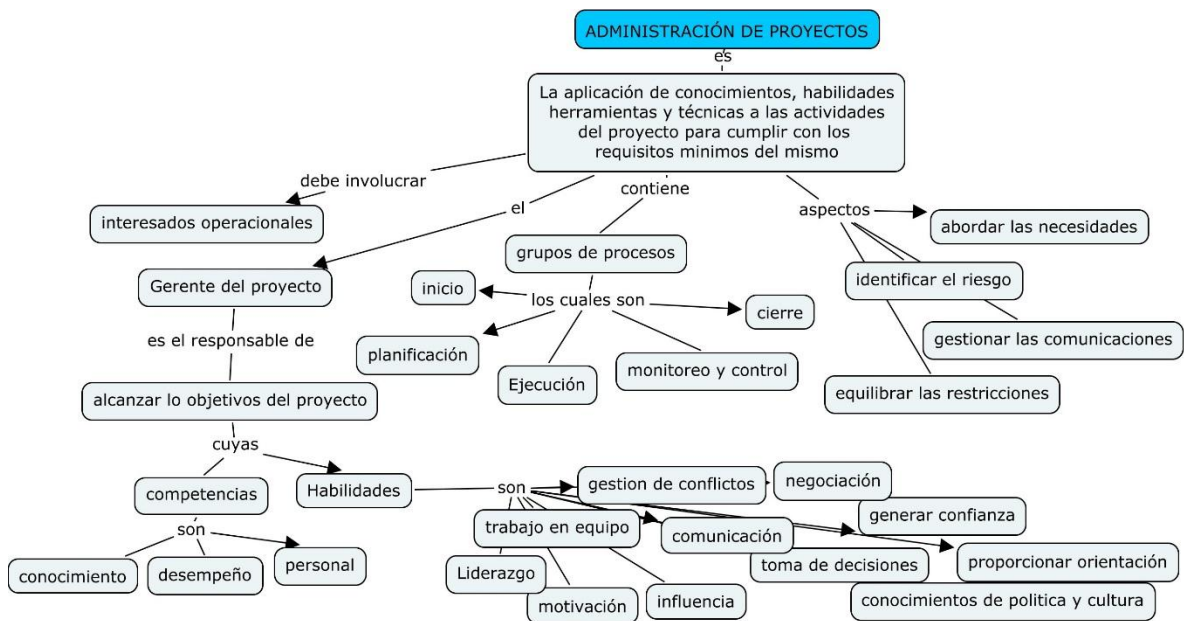 ADMINISTRACIÓN DE PROYECTOS
es
La aplicación de conocimientos, habilidades
herramientas y técnicas a las actividades
del proyecto para cumplir con los
requisitos minimos del mismo
debe involucrar
interesados operacionales
el
Gerente del proyecto
es el responsable de
alcanzar lo objetivos del proyecto
cuyas
competencias
son
conocimiento
desempeño
personal
Habilidades
son
gestion de conflictos
negociación
generar confianza
trabajo en equipo
comunicación
proporcionar orientación
Liderazgo
toma de decisiones
motivación
influencia
conocimientos de politica y cultura
contiene
grupos de procesos
los cuales son
inicio
cierre
planificación
Ejecución
monitoreo y control
aspectos
abordar las necesidades
identificar el riesgo
gestionar las comunicaciones
equilibrar las restricciones